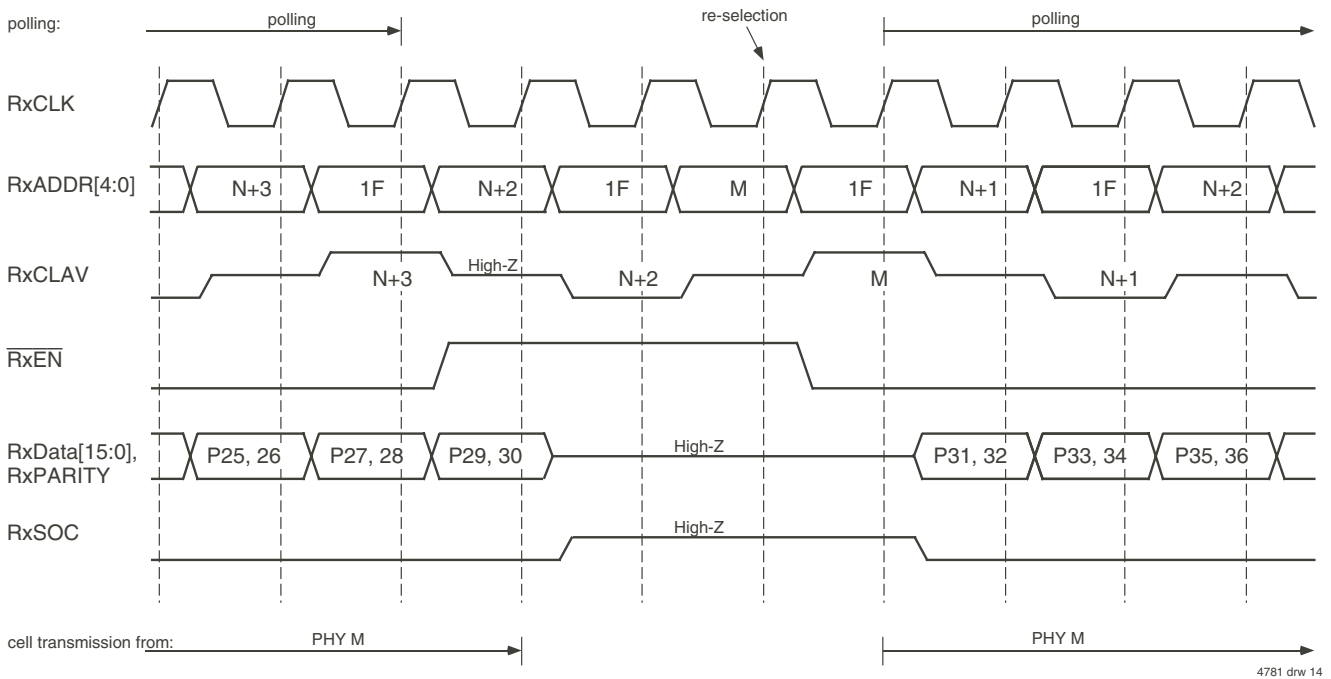 polling:
polling
re-selection
polling
RxCLK
RxADDR[4:0]
N+3
1F
N+2
1F
M
1F
N+1
1F
N+2
RxCLAV
N+3
High-Z
N+2
M
N+1
RxEN
RxData[15:0],
RxPARITY
P25, 26
P27, 28
P29, 30
High-Z
P31, 32
P33, 34
P35, 36
RxSOC
High-Z
cell transmission from:
PHY M
PHY M
4781 drw 14